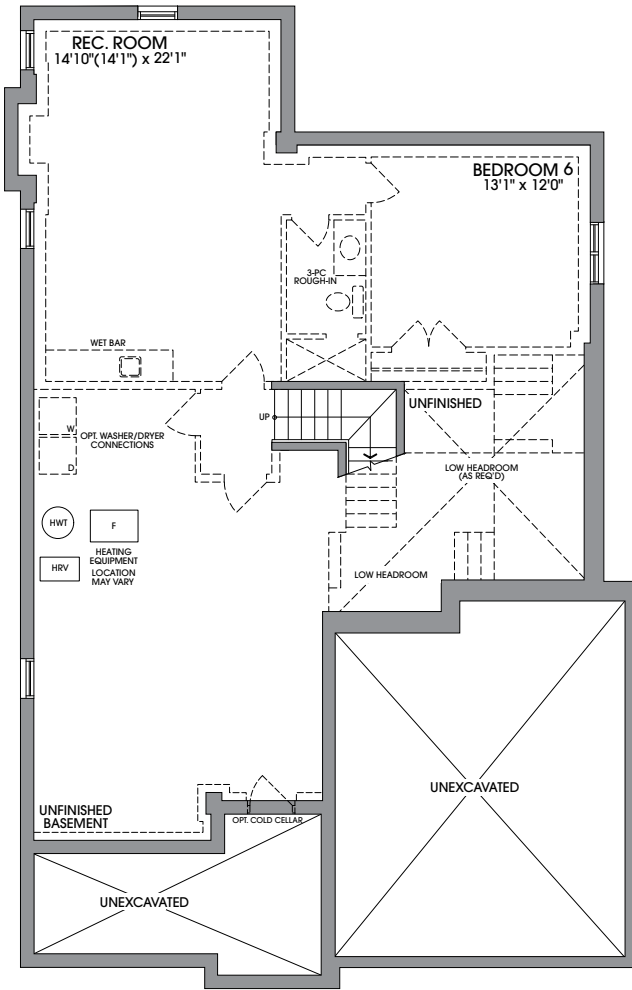 REC. ROOM
14'10"(14'1") x 22'1"
BEDROOM 6
13'1" x 12'0"
3-PC
ROUGH-IN
WET BAR
UP
UNFINISHED
W
OPT. WASHER/DRYER
CONNECTIONS
D
LOW HEADROOM
(AS REQ'D)
HWT
F
HRV
HEATING
EQUIPMENT
LOCATION
MAY VARY
LOW HEADROOM
UNEXCAVATED
UNFINISHED
BASEMENT
OPT. COLD CELLAR
UNEXCAVATED